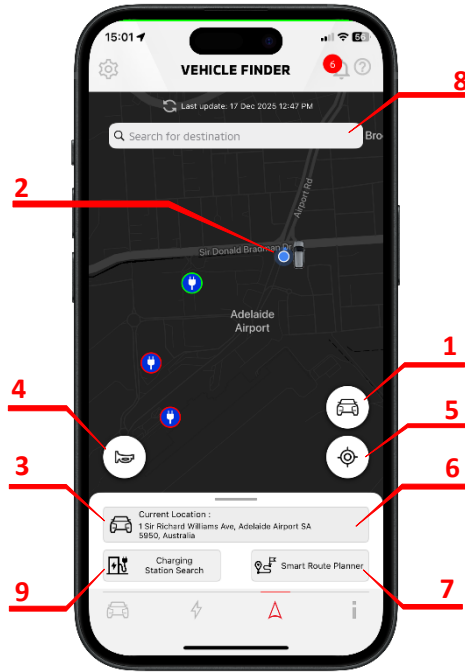 15:01
56
VEHICLE FINDER
6
?
8
Last update: 17 Dec 2025 12:47 PM
Search for destination
Bro
2
Airport Rd
Sir Donald Bradman Dr
Adelaide
Airport
1
4
5
3
6
Current Location :
1 Sir Richard Williams Ave, Adelaide Airport SA
5950, Australia
Charging
Station Search
Smart Route Planner
9
7
i